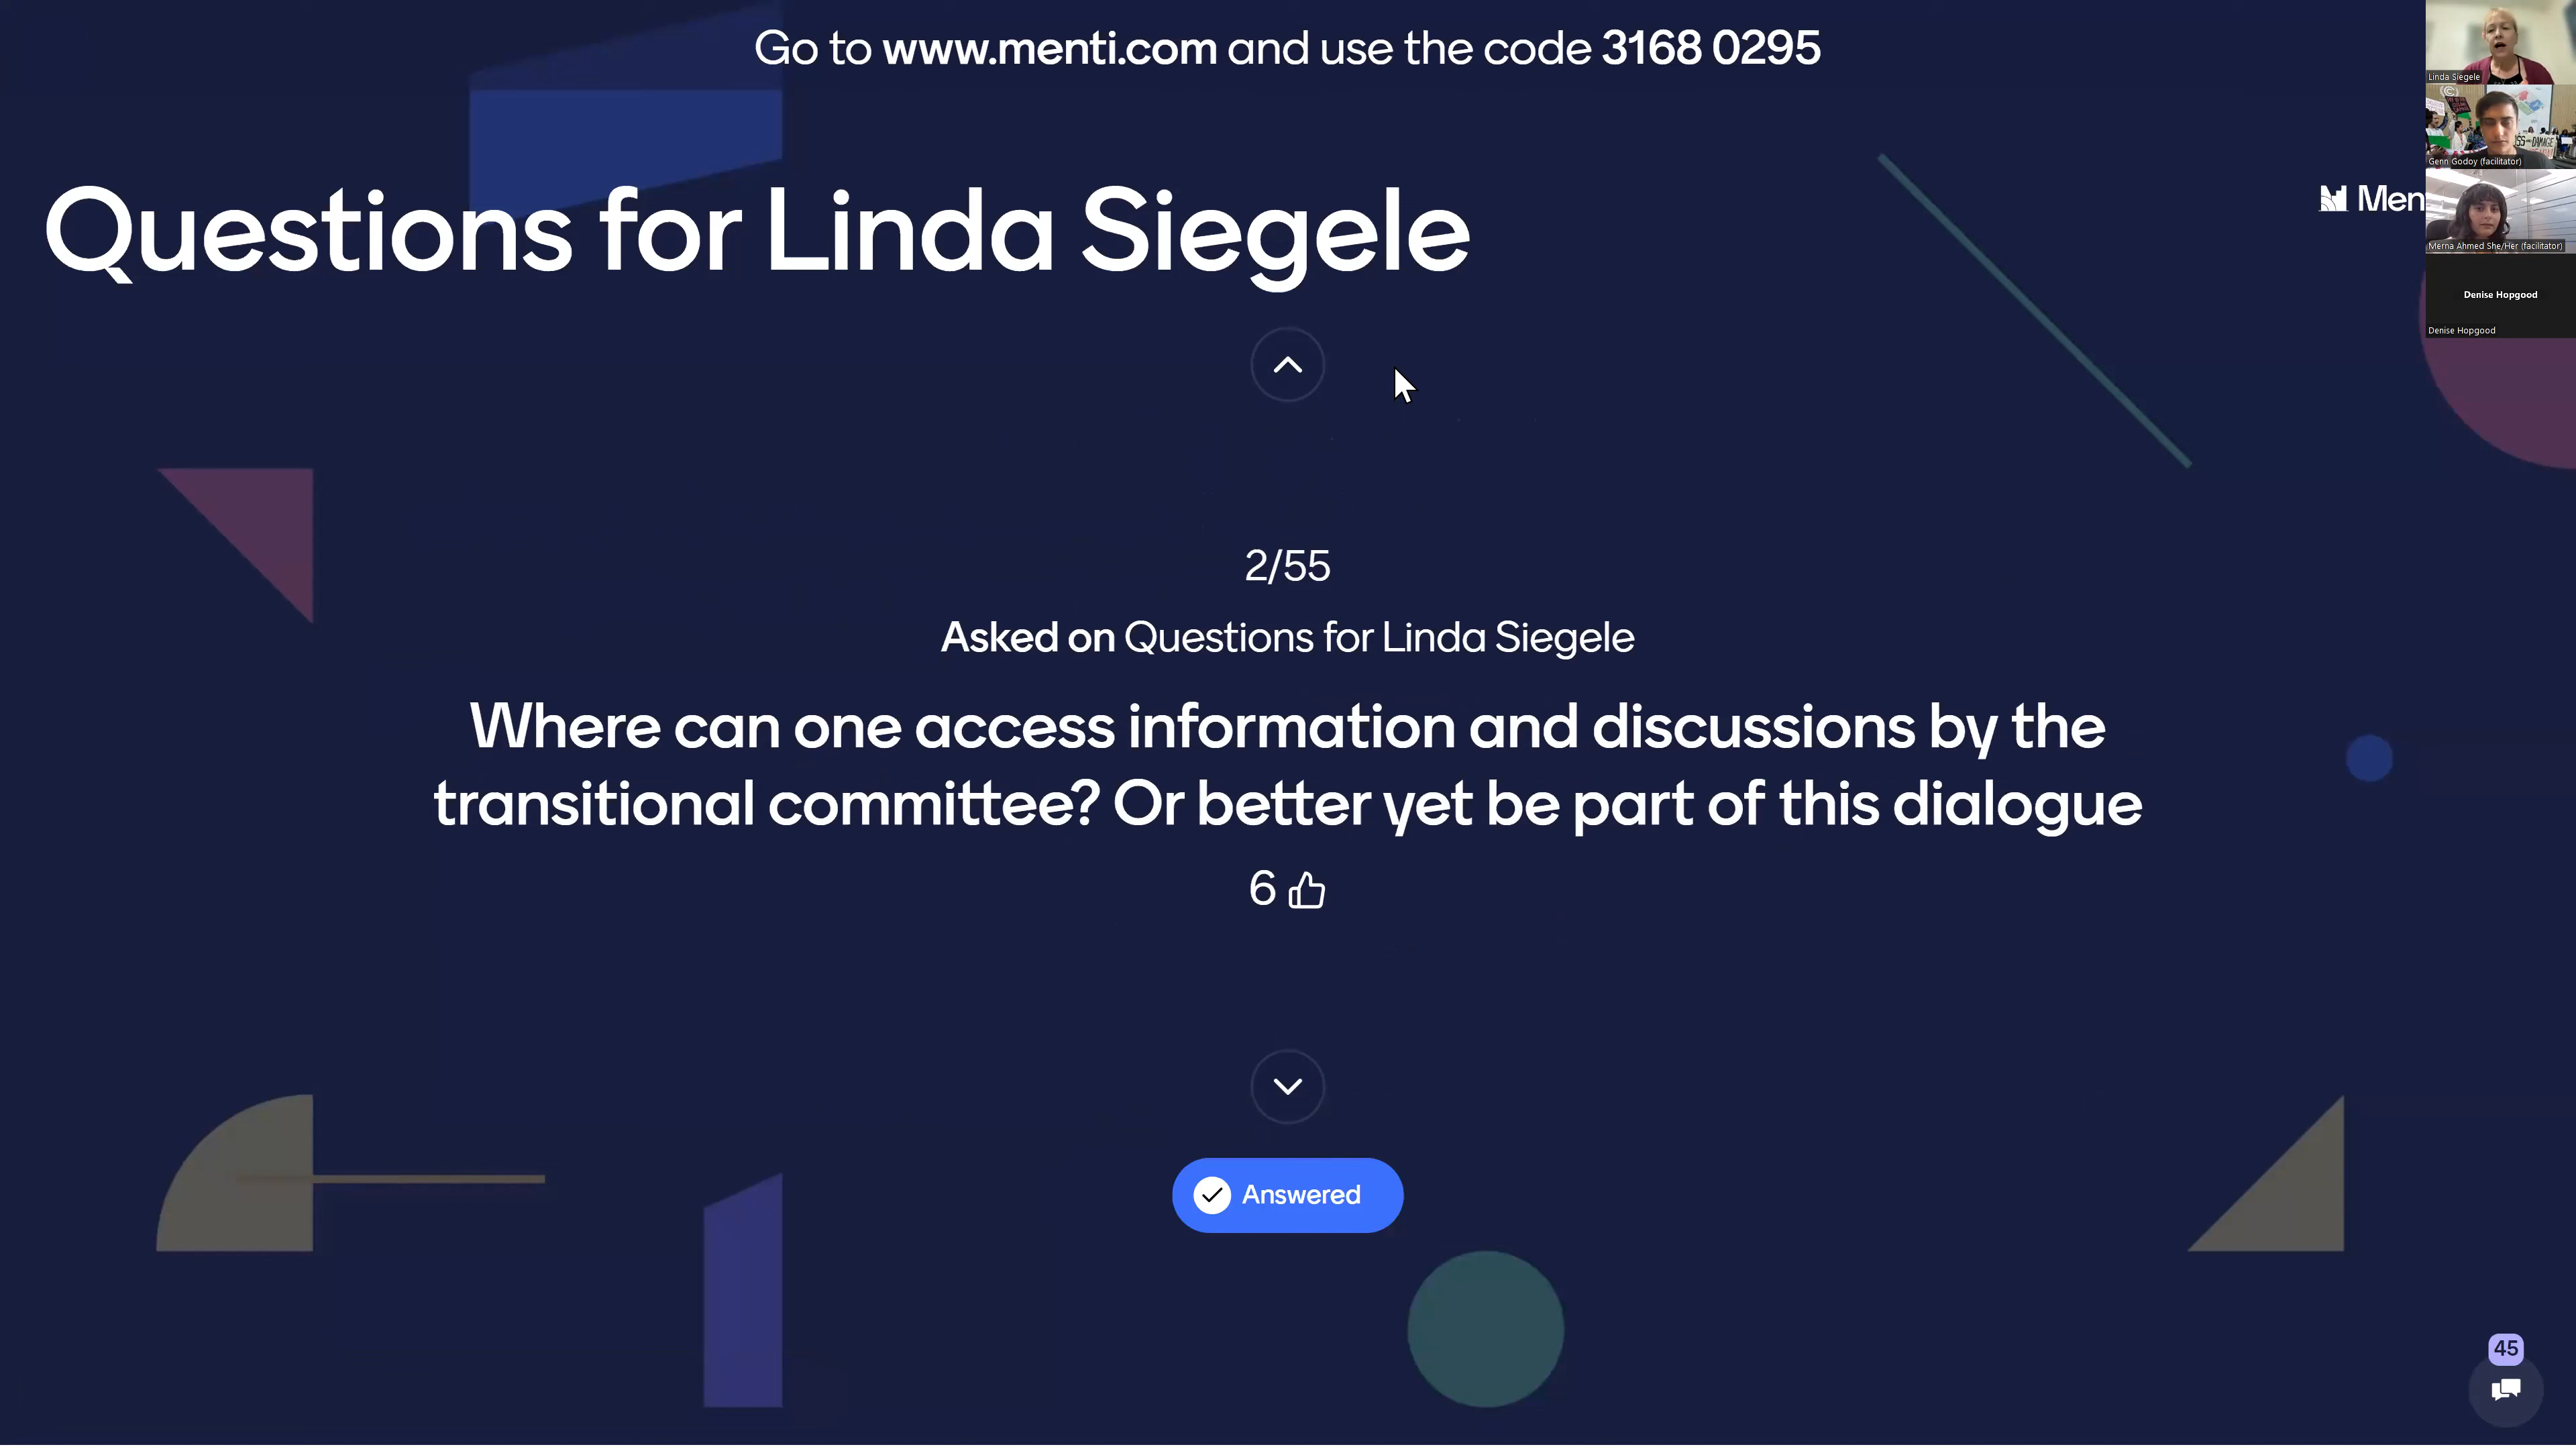 Go to www.menti.com and use the code 3168 0295
Questions for Linda Siegele
Men
2/55
Asked on Questions for Linda Siegele
Where can one access information and discussions by the
transitional committee? Or better yet be part of this dialogue
6
Answered
45
Linda Siegele
Genn Godoy (facilitator)
Merna Ahmed She/Her (facilitator)
Denise Hopgood
Denise Hopgood